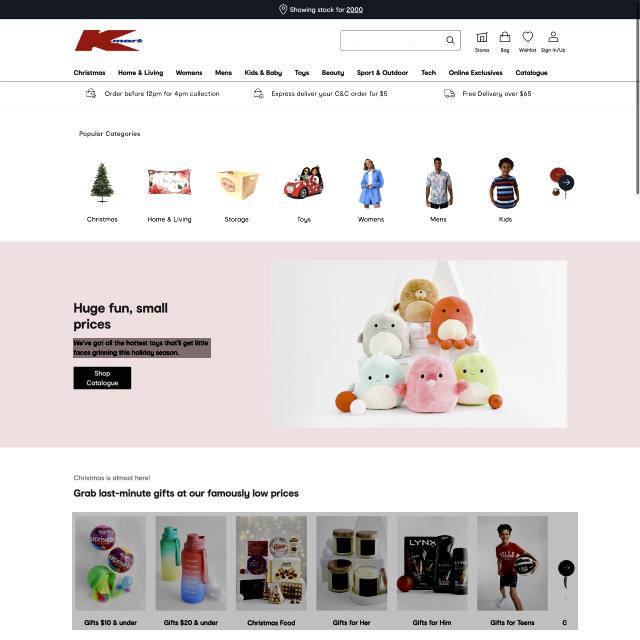 Showing stock for 2000
Kmart
Stores
Bag
Wishlist
Sign In/Up
Christmas
Home & Living
Womens
Mens
Kids & Baby
Toys
Beauty
Sport & Outdoor
Tech
Online Exclusives
Catalogue
Order before 12pm for 4pm collection
Express deliver your C&C order for $5
Free Delivery over $65
Popular Categories
Christmas
Home & Living
Storage
Toys
Womens
Mens
Kids
Huge fun, small
prices
We've got all the hottest toys that'll get little
faces grinning this holiday season.
Shop
Catalogue
Christmas is almost here!
Grab last-minute gifts at our famously low prices
LYNX
Gifts $10 & under
Gifts $20 & under
Christmas Food
Gifts for Her
Gifts for Him
Gifts for Teens
G